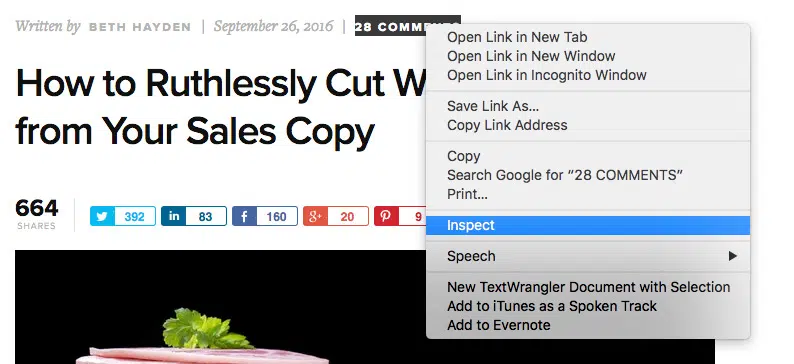 Written by BETH HAYDEN | September 26, 2016 | 28 COMMENTS
How to Ruthlessly Cut
from Your Sales Copy
664
SHARES
392
in 83
f 160
g+ 20
9
Open Link in New Tab
Open Link in New Window
Open Link in Incognito Window
Save Link As...
Copy Link Address
Copy
Search Google for “28 COMMENTS”
Print...
Inspect
Speech
New TextWrangler Document with Selection
Add to iTunes as a Spoken Track
Add to Evernote